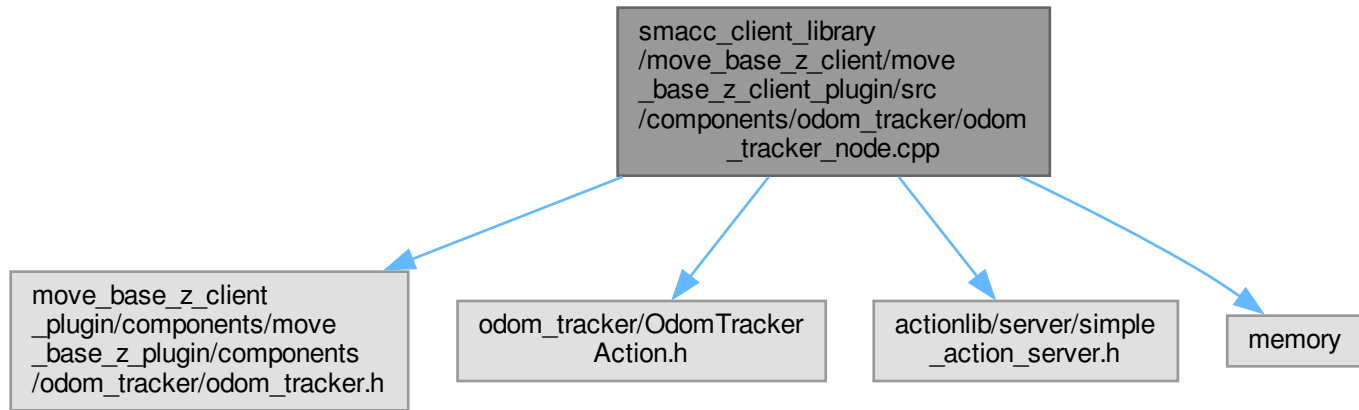 smacc_client_library
/move_base_z_client/move
_base_z_client_plugin/src
/components/odom_tracker/odom
_tracker_node.cpp
move_base_z_client
_plugin/components/move
_base_z_plugin/components
/odom_tracker/odom_tracker.h
odom_tracker/OdomTracker
Action.h
actionlib/server/simple
_action_server.h
memory